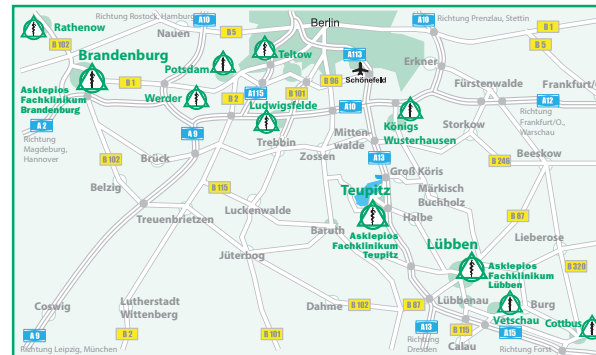 Richtung Rostock, Hamburg
A10
Berlin
A10
Richtung Prenzlau, Stettin
Rathenow
Nauen
B 5
B 1
B 102
Teltow
A113
B 5
Brandenburg
Potsdam
Erkner
B 1
A115
B 96
Schönefeld
Fürstenwalde
Frankfurt/O
Asklepios
Fachklinikum
Brandenburg
Werder
B 2
B 101
Ludwigsfelde
A10
A12
A 2
Richtung
Magdeburg,
Hannover
A 9
Trebbin
Mitten
walde
Königs
Wusterhausen
Storkow
Richtung
Frankfurt/O.,
Warschau
B 102
Brück
Zossen
A13
B 246
Beeskow
Groß Köris
Belzig
B 115
Teupitz
Märkisch
Buchholz
Treuenbrietzen
Luckenwalde
Halbe
B 87
Baruth
Asklepios
Fachklinikum
Teupitz
Lübben
Lieberose
Jüterbog
Asklepios
Fachklinikum
Lübben
B 320
Coswig
Lutherstadt
Wittenberg
Dahme
B 102
B 87
Lübbenau
Burg
Vetschau
Cottbus
A 9
B 2
B 101
A13
B 115
A15
Richtung Leipzig, München
Richtung
Dresden
Calau
Richtung Forst